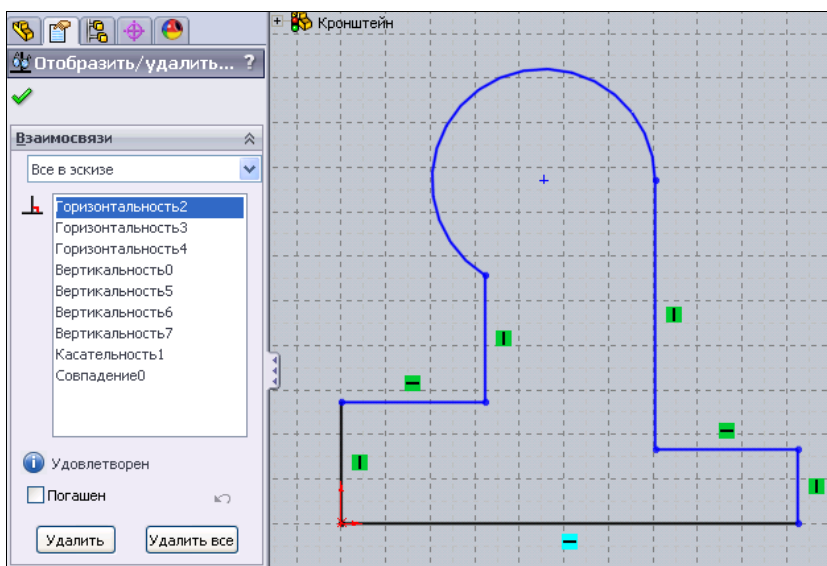 Кронштейн
Отобразить/удалить... ?
Взаимосвязи
Все в эскизе
Горизонтальность2
Горизонтальность3
Горизонтальность4
Вертикальность0
Вертикальность5
Вертикальность6
Вертикальность7
Касательность1
Совпадение0
Удовлетворен
Погашен
Удалить
Удалить все